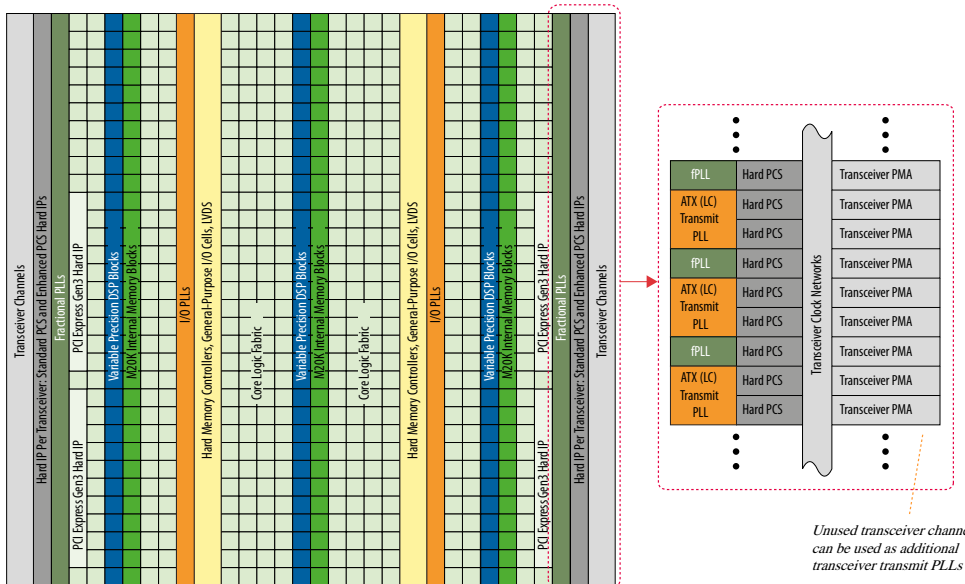 Transceiver Channels
Hard IP Per Transceiver: Standard PCS and Enhanced PCS Hard IPs
Fractional PLLs
PCI Express Gen3 Hard IP
PCI Express Gen3 Hard IP
Variable Precision DSP Blocks
M20K Internal Memory Blocks
I/O PLLs
Hard Memory Controllers, General-Purpose I/O Cells, LVDS
Core Logic Fabric
Variable Precision DSP Blocks
M20K Internal Memory Blocks
Core Logic Fabric
Hard Memory Controllers, General-Purpose I/O Cells, LVDS
I/O PLLs
Variable Precision DSP Blocks
M20K Internal Memory Blocks
PCI Express Gen3 Hard IP
PCI Express Gen3 Hard IP
Fractional PLLs
Hard IP Per Transceiver: Standard PCS and Enhanced PCS Hard IPs
Transceiver Channels
fPLL
ATX (LC)
Transmit
PLL
fPLL
ATX (LC)
Transmit
PLL
fPLL
ATX (LC)
Transmit
PLL
Hard PCS
Hard PCS
Hard PCS
Hard PCS
Hard PCS
Hard PCS
Hard PCS
Hard PCS
Hard PCS
Transceiver Clock Networks
Transceiver PMA
Transceiver PMA
Transceiver PMA
Transceiver PMA
Transceiver PMA
Transceiver PMA
Transceiver PMA
Transceiver PMA
Transceiver PMA
Unused transceiver
can be used as additional
transceiver transmit PLLs